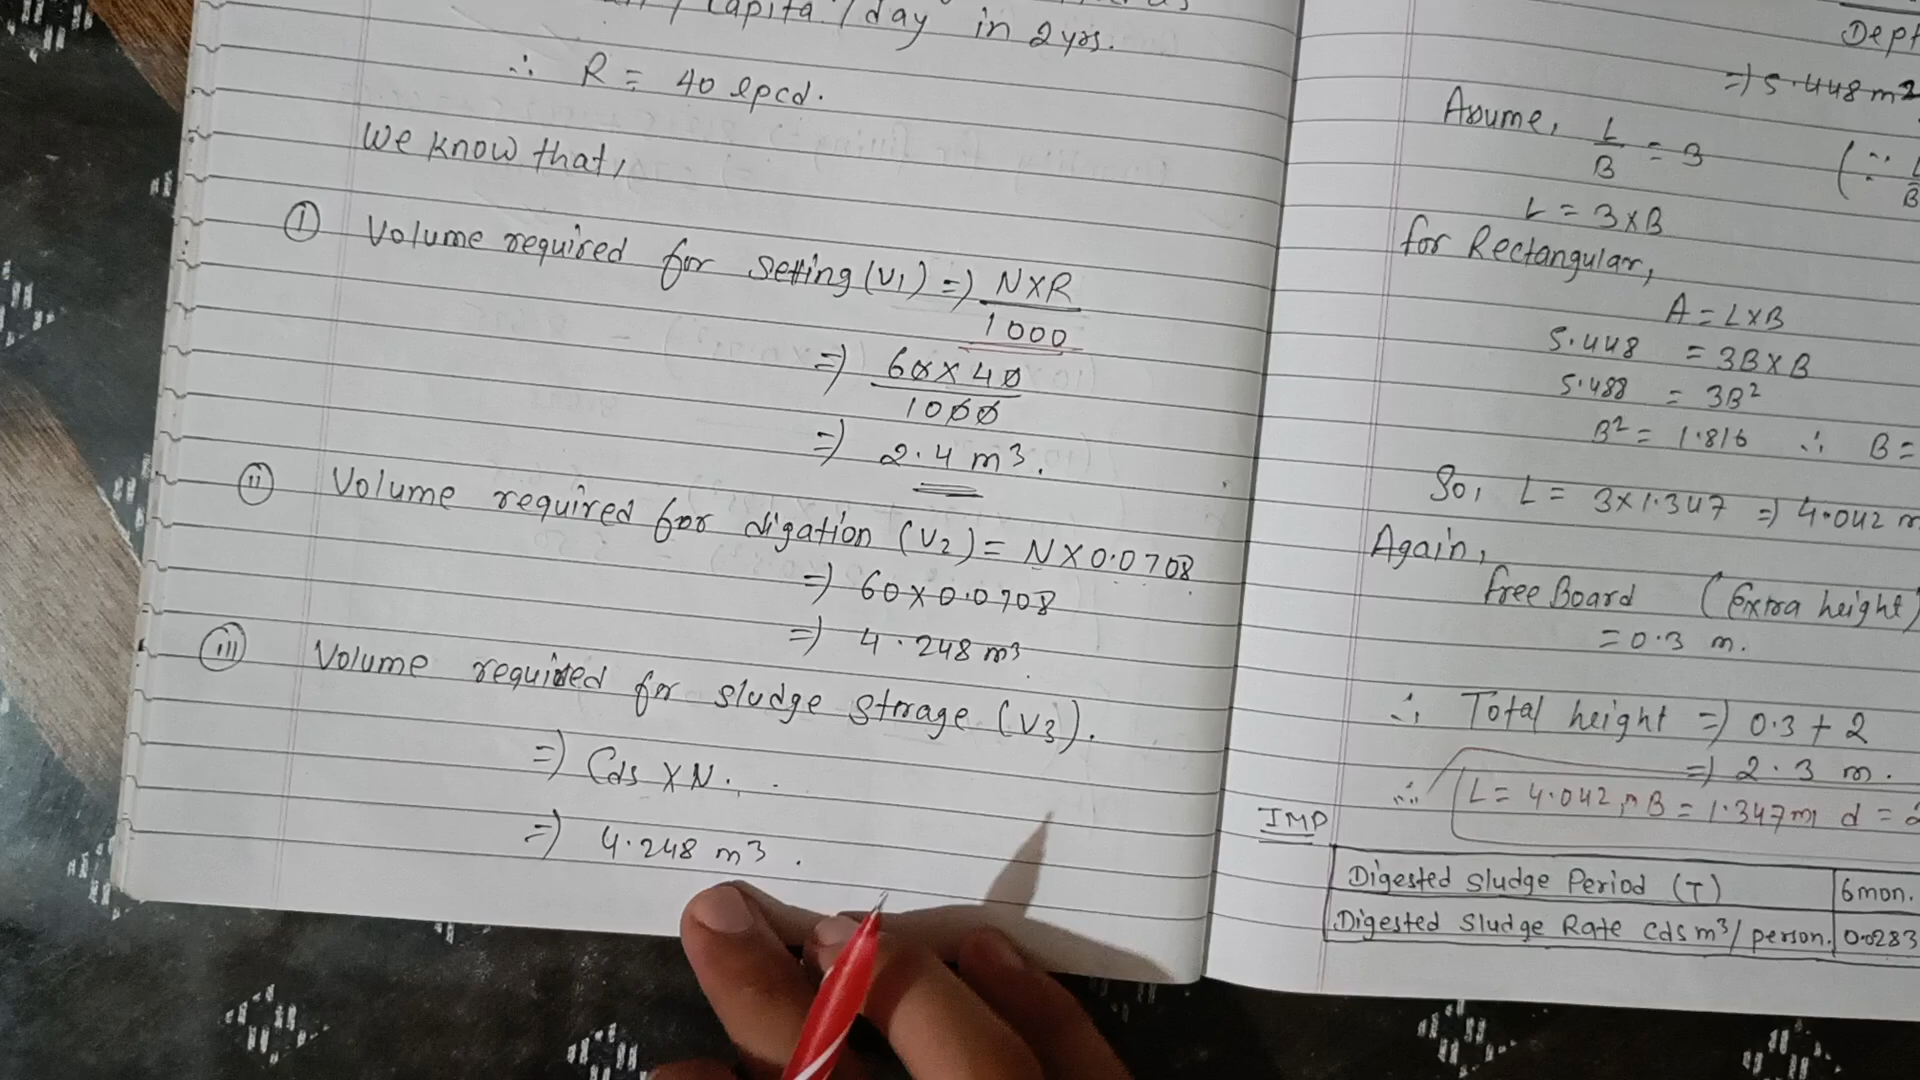 capita / day in 2 yrs.
∴ R = 40 lpcd.
We know that,
(i) Volume required for Setting (V1) => N×R
1000
=> 60×40
1000
=> 2.4 m3.
(ii) Volume required for digation (V2) = N×0.0708
=> 60×0.0708
=> 4.248 m3
(iii) Volume required for sludge Strage (V3).
=> Cds × N.
=> 4.248 m3.
Dept
=> 5.448 m2
Assume, L
B = 3 (∵ L
B
L = 3×B
for Rectangular,
A = L×B
5.448 = 3B×B
5.488 = 3B2
B2 = 1.816 ∴ B =
So, L = 3×1.347 => 4.042 m
Again,
free Board (Extra height)
= 0.3 m.
∴ Total height => 0.3 + 2
=> 2.3 m.
∴ L = 4.042, B = 1.347m d = 2
IMP
Digested Sludge Period (T) 6mon.
Digested Sludge Rate Cds m3/person. 0.0283